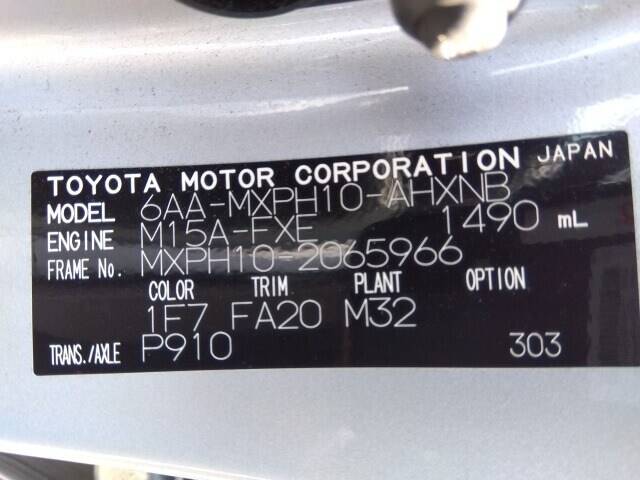 TOYOTA MOTOR CORPORATION JAPAN
MODEL 6AA-MXPH10-AHXNB
ENGINE M15A-FXE 1490 mL
FRAME No. MXPH10-2065966
COLOR TRIM PLANT OPTION
1F7 FA20 M32
TRANS./AXLE P910 303